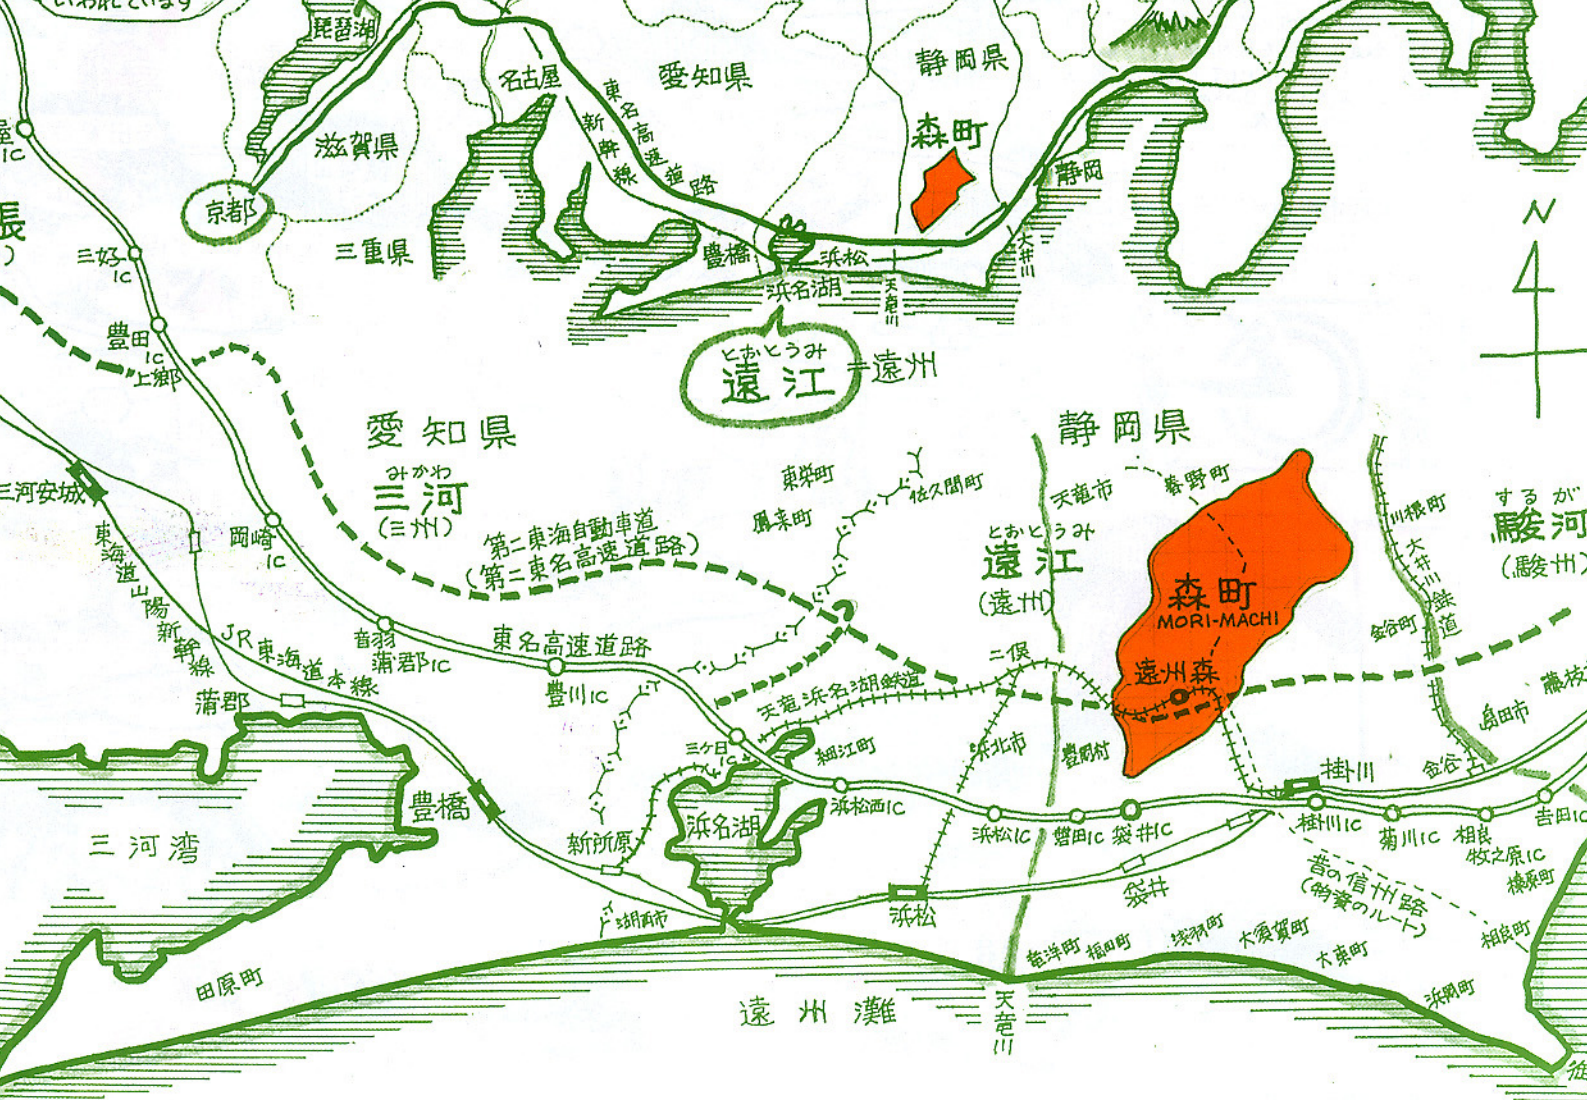 いわれています
琵琶湖
名古屋
愛知県
静岡県
東名高速道路
新幹線
森町
滋賀県
静岡
京都
三重県
豊橋
浜松
大井川
浜名湖
天竜川
とおとうみ
遠江
=遠州
N
屋
IC
張
)
三好
IC
豊田
IC
上郷
愛知県
静岡県
みかわ
三河
(三州)
東栄町
鳳来町
佐久間町
天竜市
春野町
川根町
するが
駿河
(駿州)
とおとうみ
遠江
(遠州)
第二東海自動車道
(第二東名高速道路)
三河安城
岡崎
IC
東海道山陽新幹線
大井川鉄道
森町
MORI-MACHI
金谷町
JR東海道本線
音羽
蒲郡IC
東名高速道路
豊川IC
二俣
遠州森
天竜浜名湖鉄道
蒲郡
藤枝
島田市
三ケ日
IC
細江町
浜北市
豊岡村
掛川
金谷
豊橋
浜松西IC
浜松IC
磐田IC
袋井IC
掛川IC
菊川IC
相良
牧之原IC
吉田IC
三河湾
新所原
浜名湖
榛原町
昔の信州路
(物資のルート)
袋井
浜松
湖西市
相良町
竜洋町
福田町
浅羽町
大須賀町
大東町
田原町
浜岡町
遠州灘
天竜川